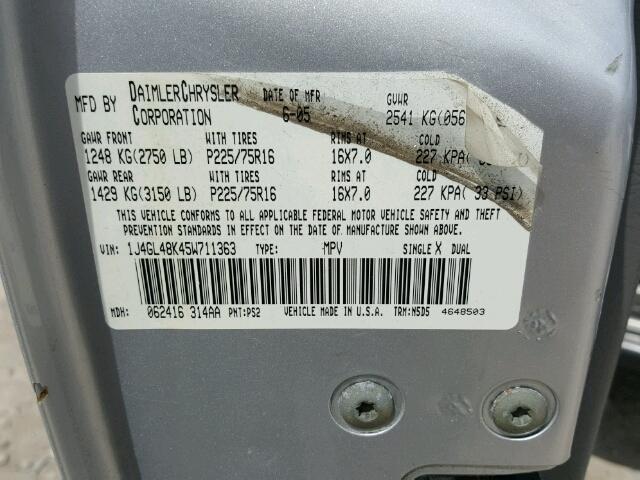 MFD BY DAIMLERCHRYSLER CORPORATION DATE OF MFR 6-05 GVWR 2541 KG(056
GAWR FRONT WITH TIRES RIMS AT COLD
1248 KG(2750 LB) P225/75R16 16X7.0 227 KPA(
GAWR REAR WITH TIRES RIMS AT COLD
1429 KG(3150 LB) P225/75R16 16X7.0 227 KPA( 33 PSI)
THIS VEHICLE CONFORMS TO ALL APPLICABLE FEDERAL MOTOR VEHICLE SAFETY AND THEFT
PREVENTION STANDARDS IN EFFECT ON THE DATE OF MANUFACTURE SHOWN ABOVE.
VIN: 1J4GL48K45W711363 TYPE: MPV SINGLE X DUAL
MDH: 062416 314AA PNT:PS2 VEHICLE MADE IN U.S.A. TRM:N5D5 4648503